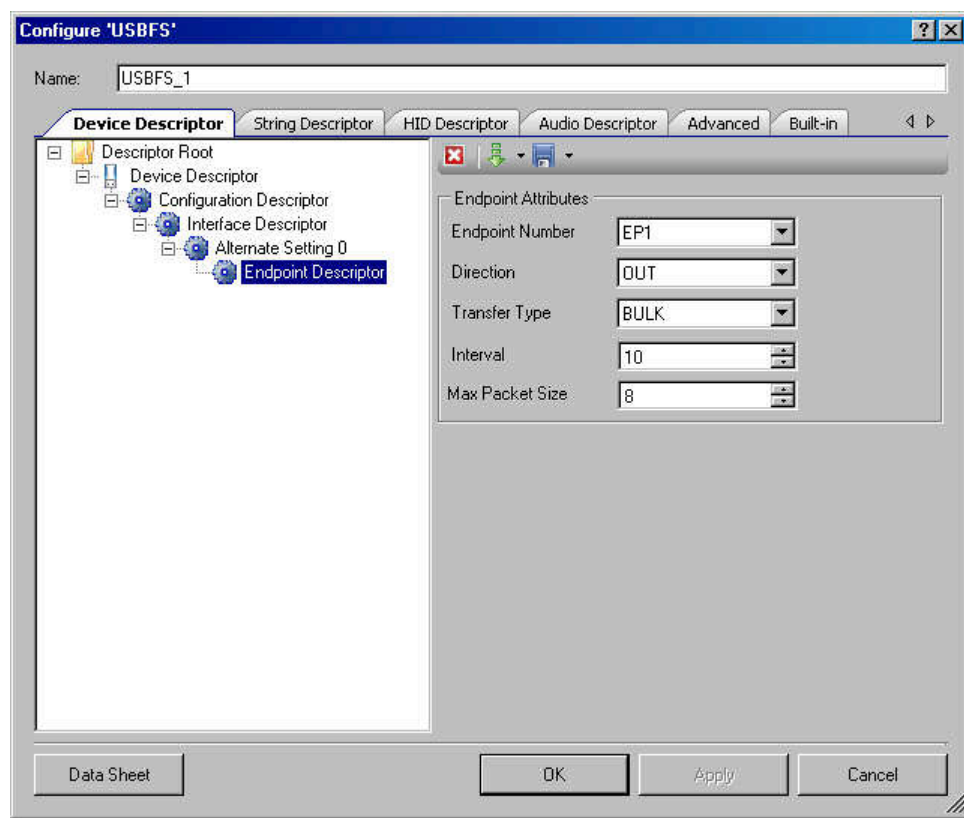 Configure 'USBFS'
Name: USBFS_1
Device Descriptor String Descriptor HID Descriptor Audio Descriptor Advanced Built-in
Descriptor Root
Device Descriptor
Configuration Descriptor
Interface Descriptor
Alternate Setting 0
Endpoint Descriptor
Endpoint Attributes
Endpoint Number EP1
Direction OUT
Transfer Type BULK
Interval 10
Max Packet Size 8
Data Sheet OK Apply Cancel